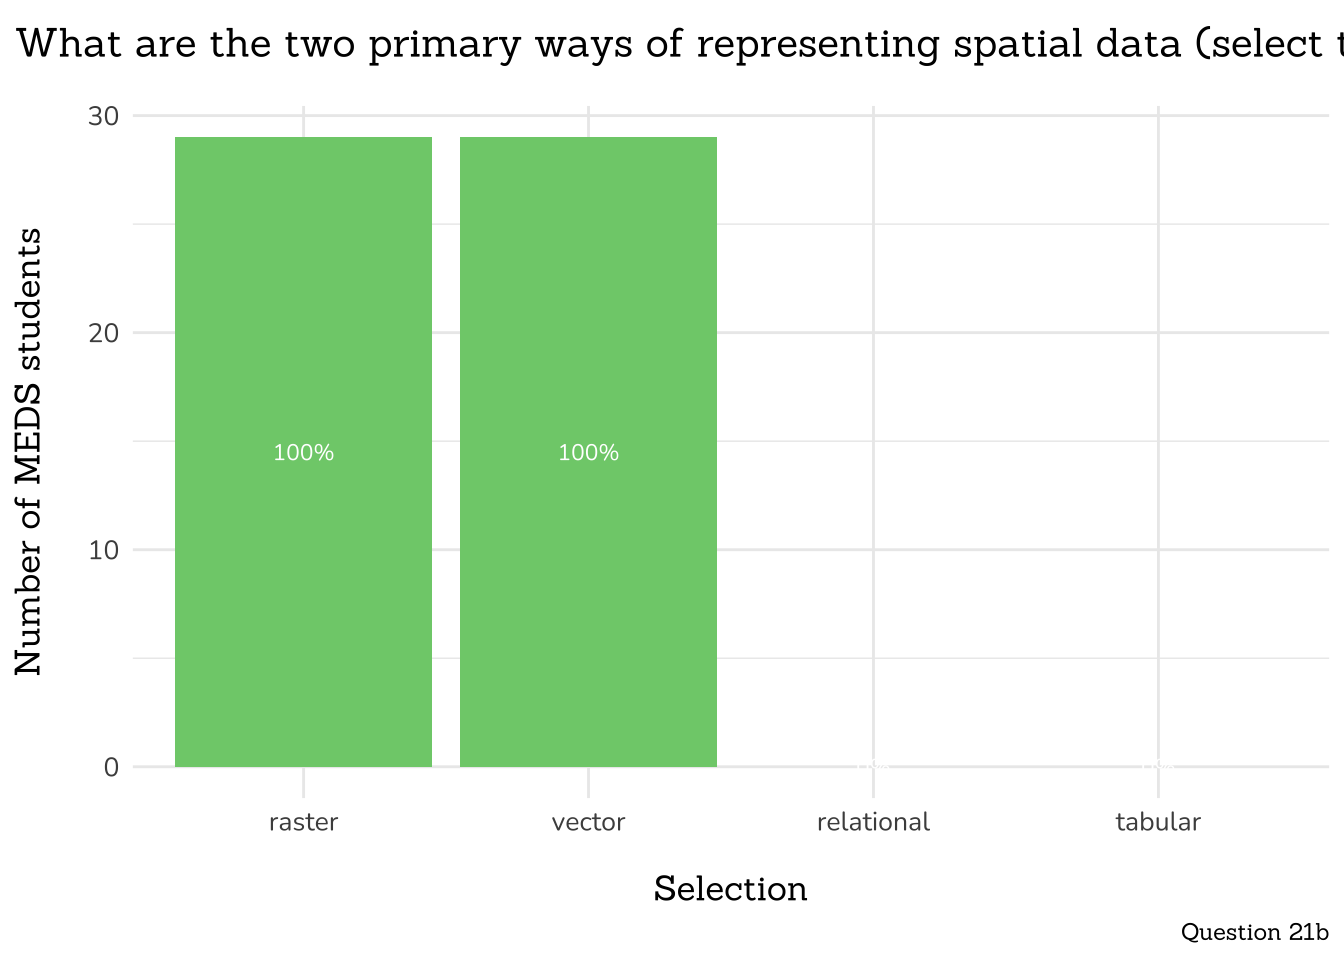 What are the two primary ways of representing spatial data (select
30
20
10
0
Number of MEDS students
100%
100%
raster
vector
relational
tabular
Selection
Question 21b